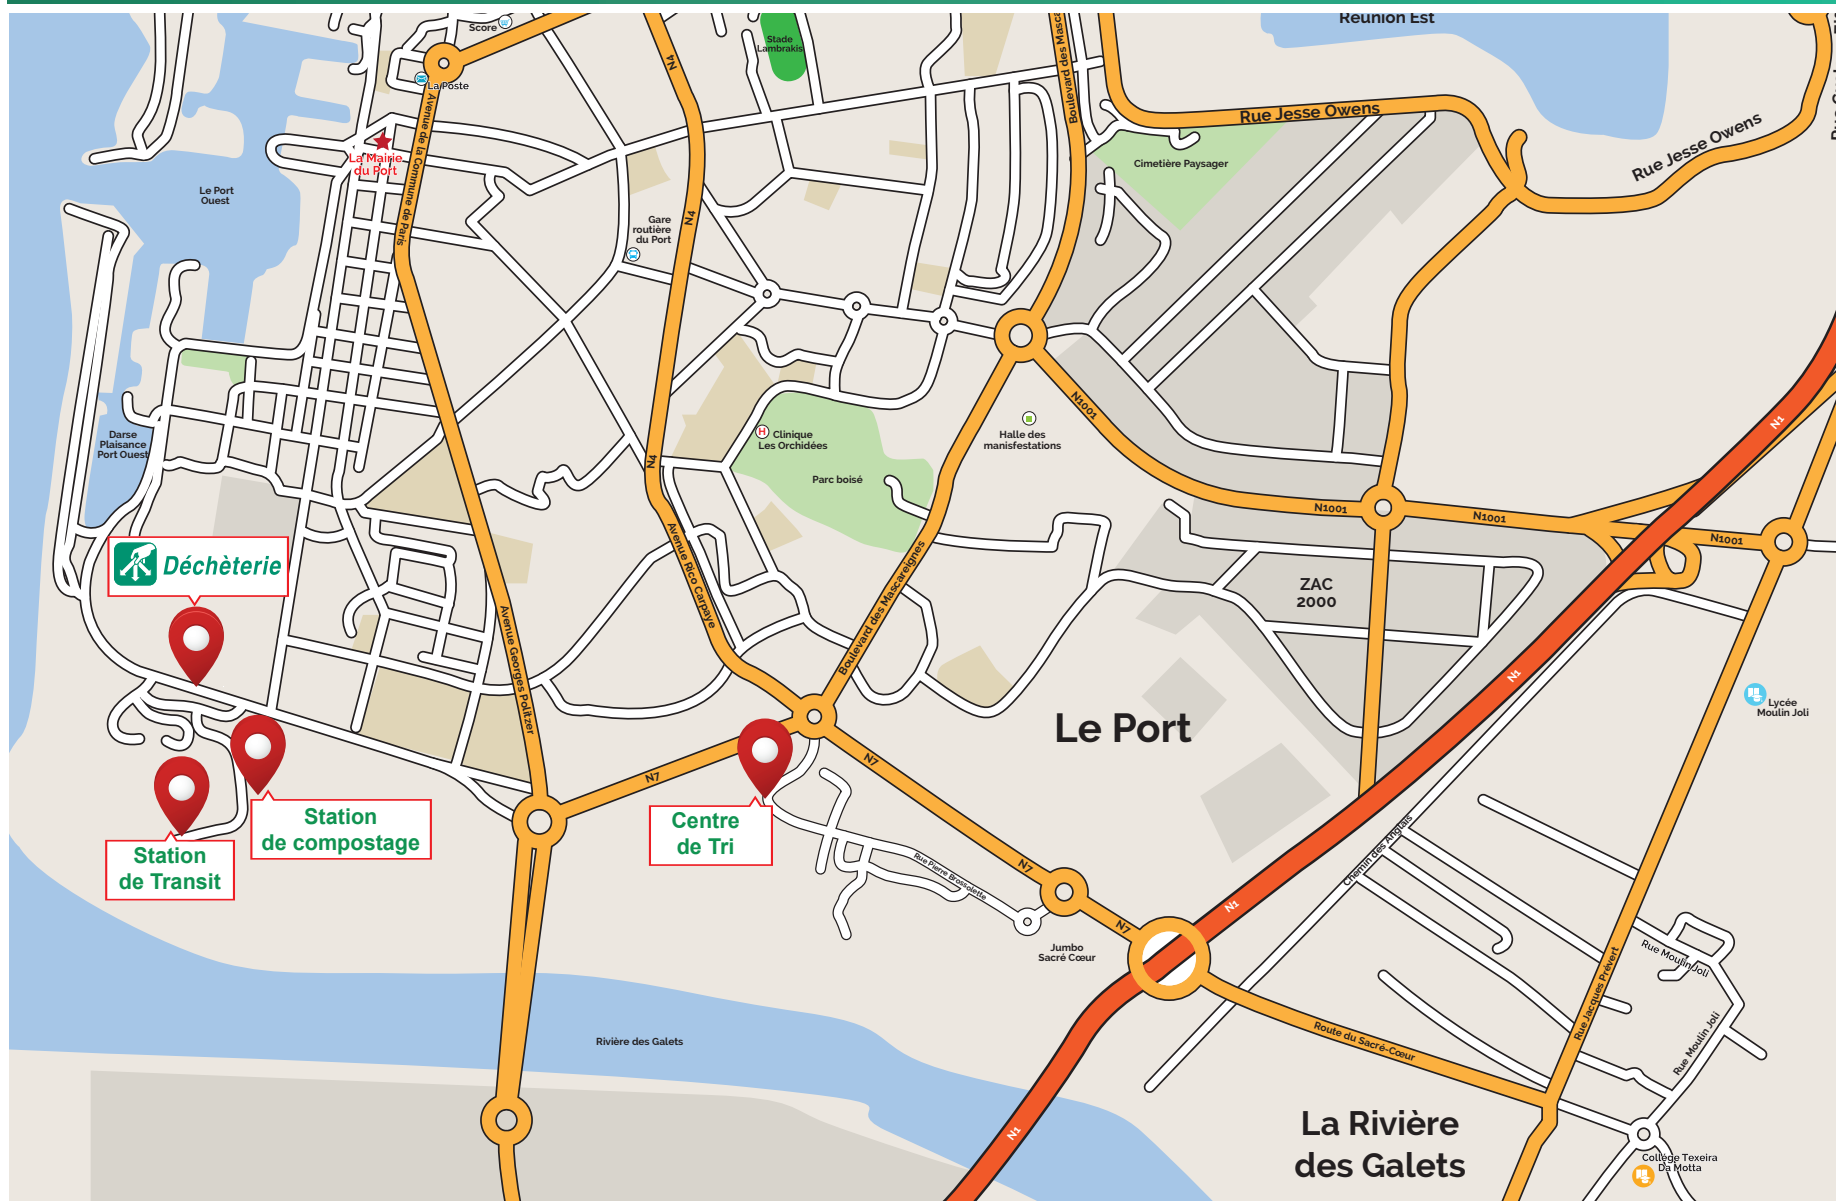 Score
Réunion Est
Stade
Lambrakis
N4
Boulevard des Masca
La Poste
Avenue de la Commune de Paris
Rue Jesse Owens
Rue Jesse Owens
La Mairie
du Port
Cimetière Paysager
Le Port
Ouest
Gare
routière
du Port
N4
N1001
N1
Darse
Plaisance
Port Ouest
H
Clinique
Les Orchidées
Halle des
manisfestations
N4
Parc boisé
N1001
N1001
N1001
Déchèterie
Avenue Rico Carpaye
Boulevard des Mascareignes
ZAC
2000
Avenue Georges Politzer
N1
Lycée
Moulin Joli
Le Port
N7
N7
Station
de compostage
Centre
de Tri
Station
de Transit
Chemin des Anglais
Rue Pierre Brossolette
N7
N1
N7
Jumbo
Sacré Cœur
Rue Moulin Joli
Rue Jacques Prévert
Rivière des Galets
Route du Sacré-Cœur
Rue Moulin Joli
N1
La Rivière
des Galets
Collège Texeira
Da Motta